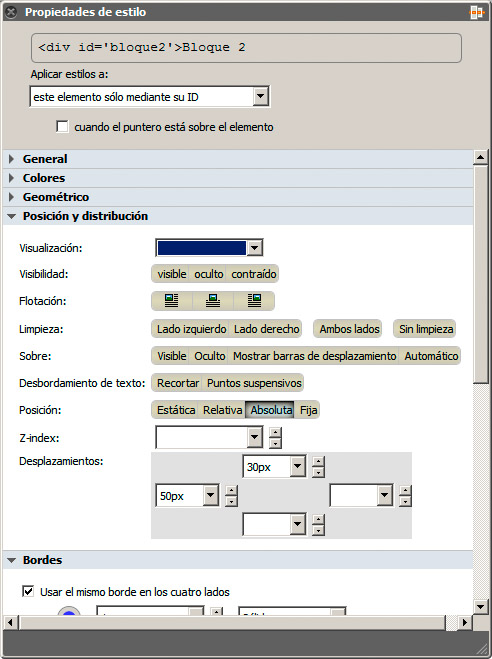 Propiedades de estilo
<div id='bloque2'>Bloque 2
Aplicar estilos a:
este elemento sólo mediante su ID
cuando el puntero está sobre el elemento
General
Colores
Geométrico
Posición y distribución
Visualización:
Visibilidad: visible oculto contraído
Flotación:
Limpieza: Lado izquierdo Lado derecho Ambos lados Sin limpieza
Sobre: Visible Oculto Mostrar barras de desplazamiento Automático
Desbordamiento de texto: Recortar Puntos suspensivos
Posición: Estática Relativa Absoluta Fija
Z-index:
Desplazamientos: 30px
50px
Bordes
Usar el mismo borde en los cuatro lados